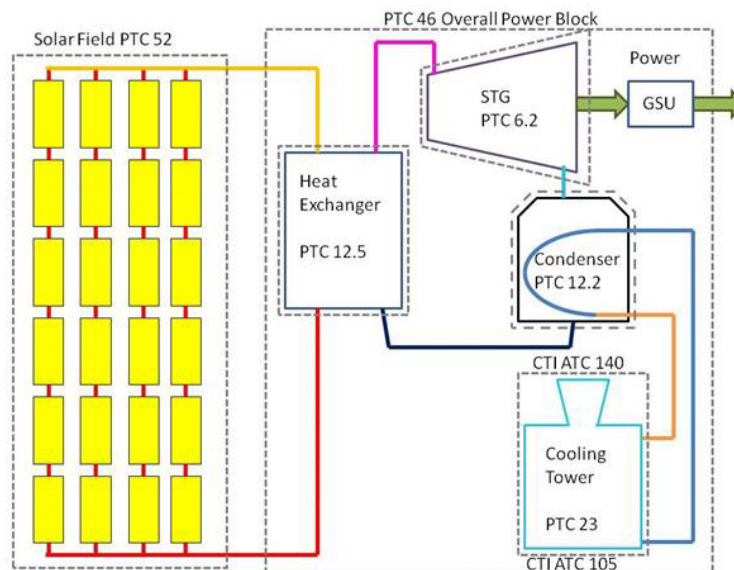 PTC 46 Overall Power Block
Solar Field PTC 52
Power
STG
PTC 6.2
GSU
Heat
Exchanger
PTC 12.5
Condenser
PTC 12.2
CTI ATC 140
Cooling
Tower
PTC 23
CTI ATC 105